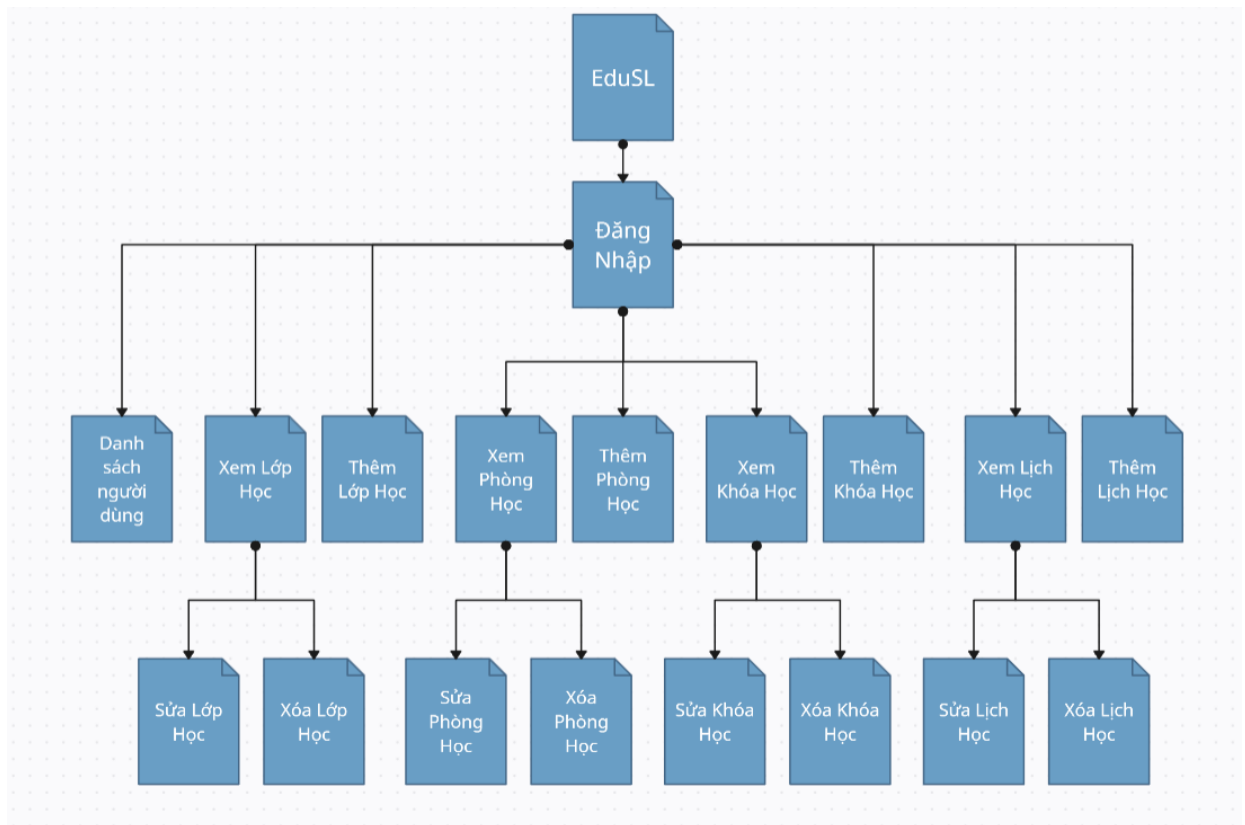 EduSL
Đăng
Nhập
Danh
sách
người
dùng
Xem Lớp
Học
Thêm
Lớp Học
Xem
Phòng
Học
Thêm
Phòng
Học
Xem
Khóa Học
Thêm
Khóa Học
Xem Lịch
Học
Thêm
Lịch Học
Sửa Lớp
Học
Xóa Lớp
Học
Sửa
Phòng
Học
Xóa
Phòng
Học
Sửa Khóa
Học
Xóa Khóa
Học
Sửa Lịch
Học
Xóa Lịch
Học